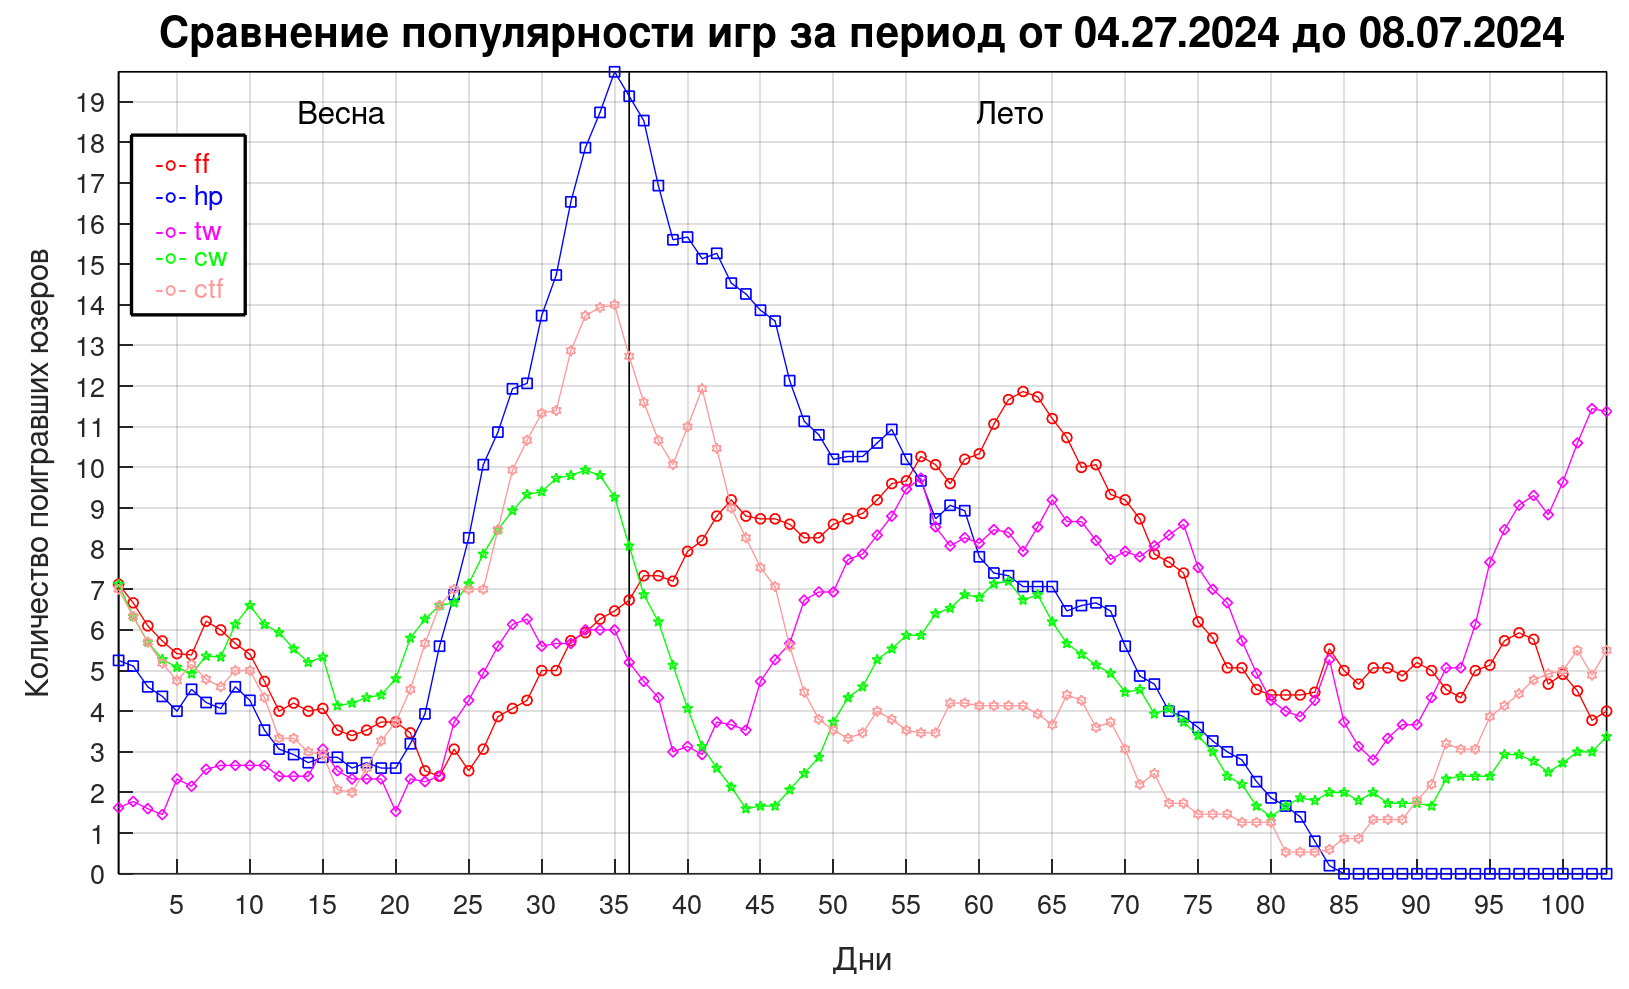 Сравнение популярности игр за период от 04.27.2024 до 08.07.2024
Весна
Лето
-o- ff
-o- hp
-o- tw
-o- cw
-o- ctf
Количество поигравших юзеров
19
18
17
16
15
14
13
12
11
10
9
8
7
6
5
4
3
2
1
0
5 10 15 20 25 30 35 40 45 50 55 60 65 70 75 80 85 90 95 100
Дни